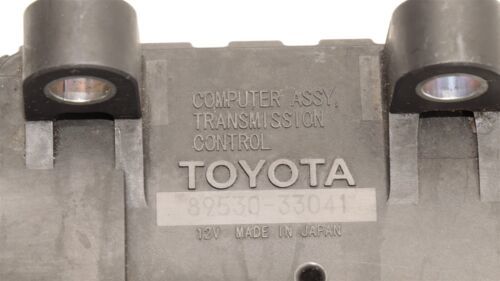 COMPUTER ASSY,
TRANSMISSION
CONTROL
TOYOTA
89530-33041
12V MADE IN JAPAN